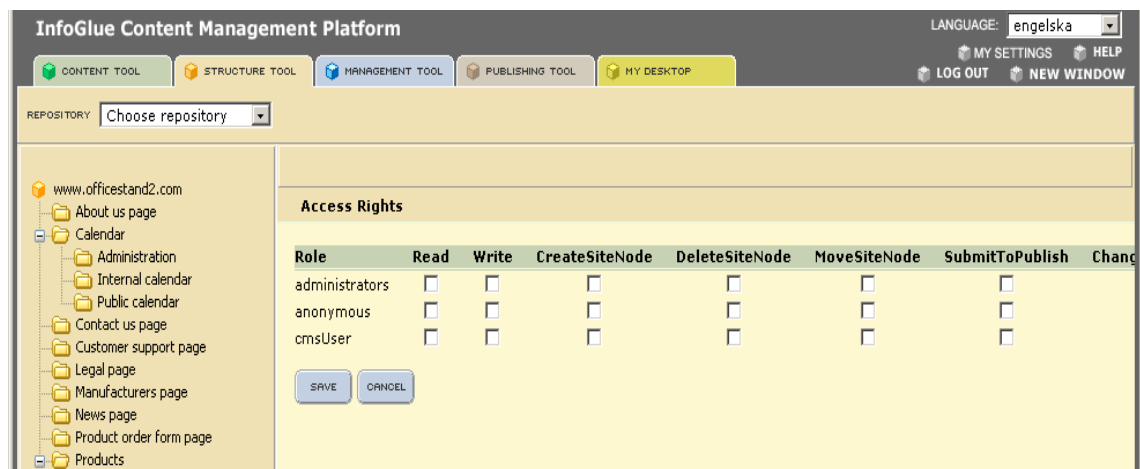 InfoGlue Content Management Platform
LANGUAGE: engelska
MY SETTINGS HELP
LOG OUT NEW WINDOW
CONTENT TOOL STRUCTURE TOOL MANAGEMENT TOOL PUBLISHING TOOL MY DESKTOP
REPOSITORY Choose repository
www.officestand2.com
About us page
Calendar
Administration
Internal calendar
Public calendar
Contact us page
Customer support page
Legal page
Manufacturers page
News page
Product order form page
Products
Access Rights
Role Read Write CreateSiteNode DeleteSiteNode MoveSiteNode SubmitToPublish Chang
administrators
anonymous
cmsUser
SAVE CANCEL